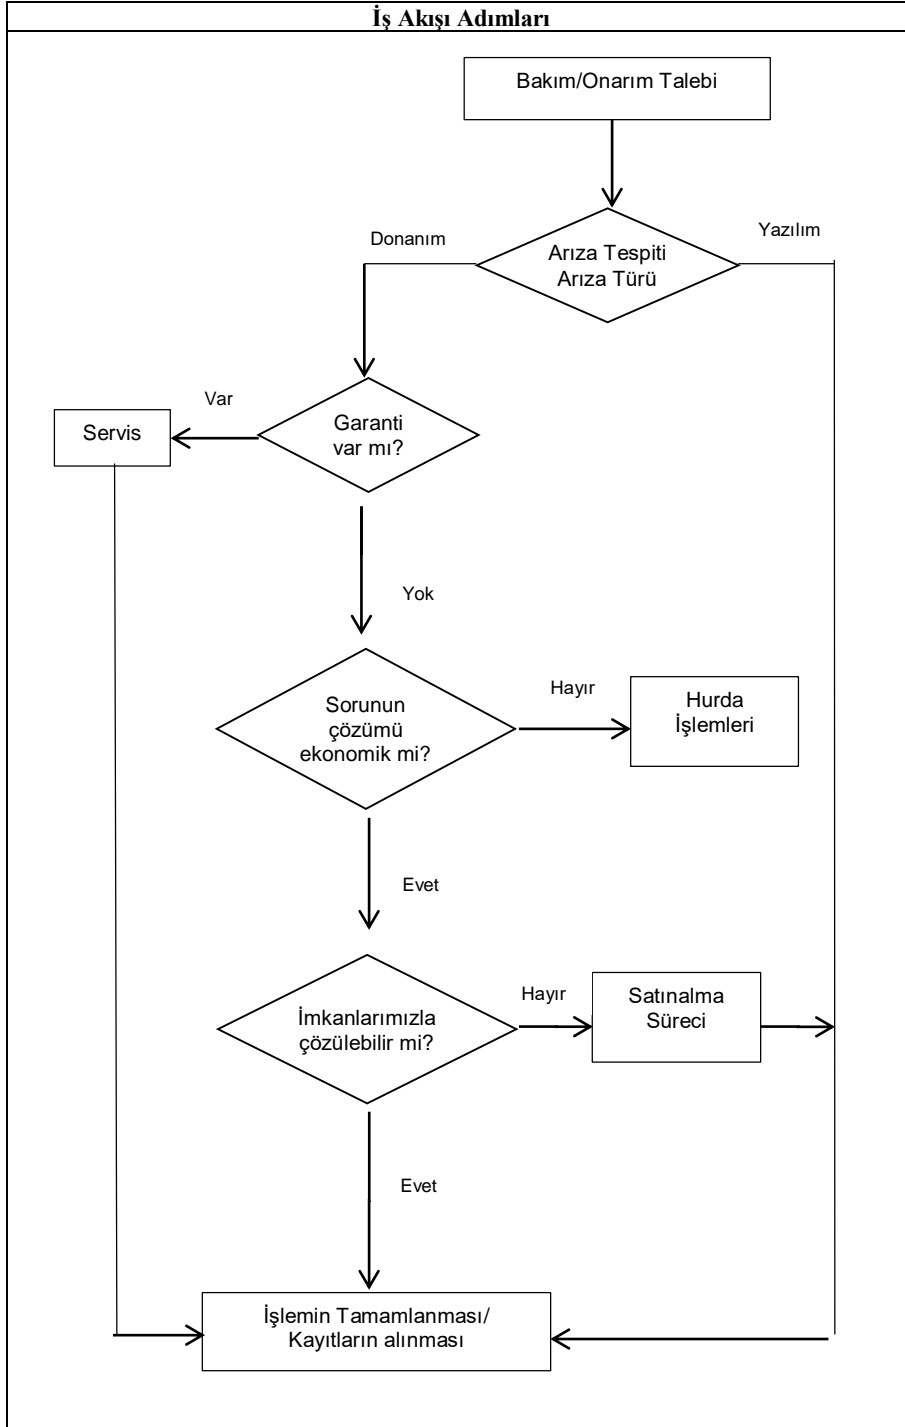 İş Akışı Adımları
Bakım/Onarım Talebi
Donanım
Yazılım
Arıza Tespiti
Arıza Türü
Var
Servis
Garanti
var mı?
Yok
Sorunun
çözümü
ekonomik mi?
Hayır
Hurda
İşlemleri
Evet
İmkanlarımızla
çözülebilir mi?
Hayır
Satınalma
Süreci
Evet
İşlemin Tamamlanması/
Kayıtların alınması